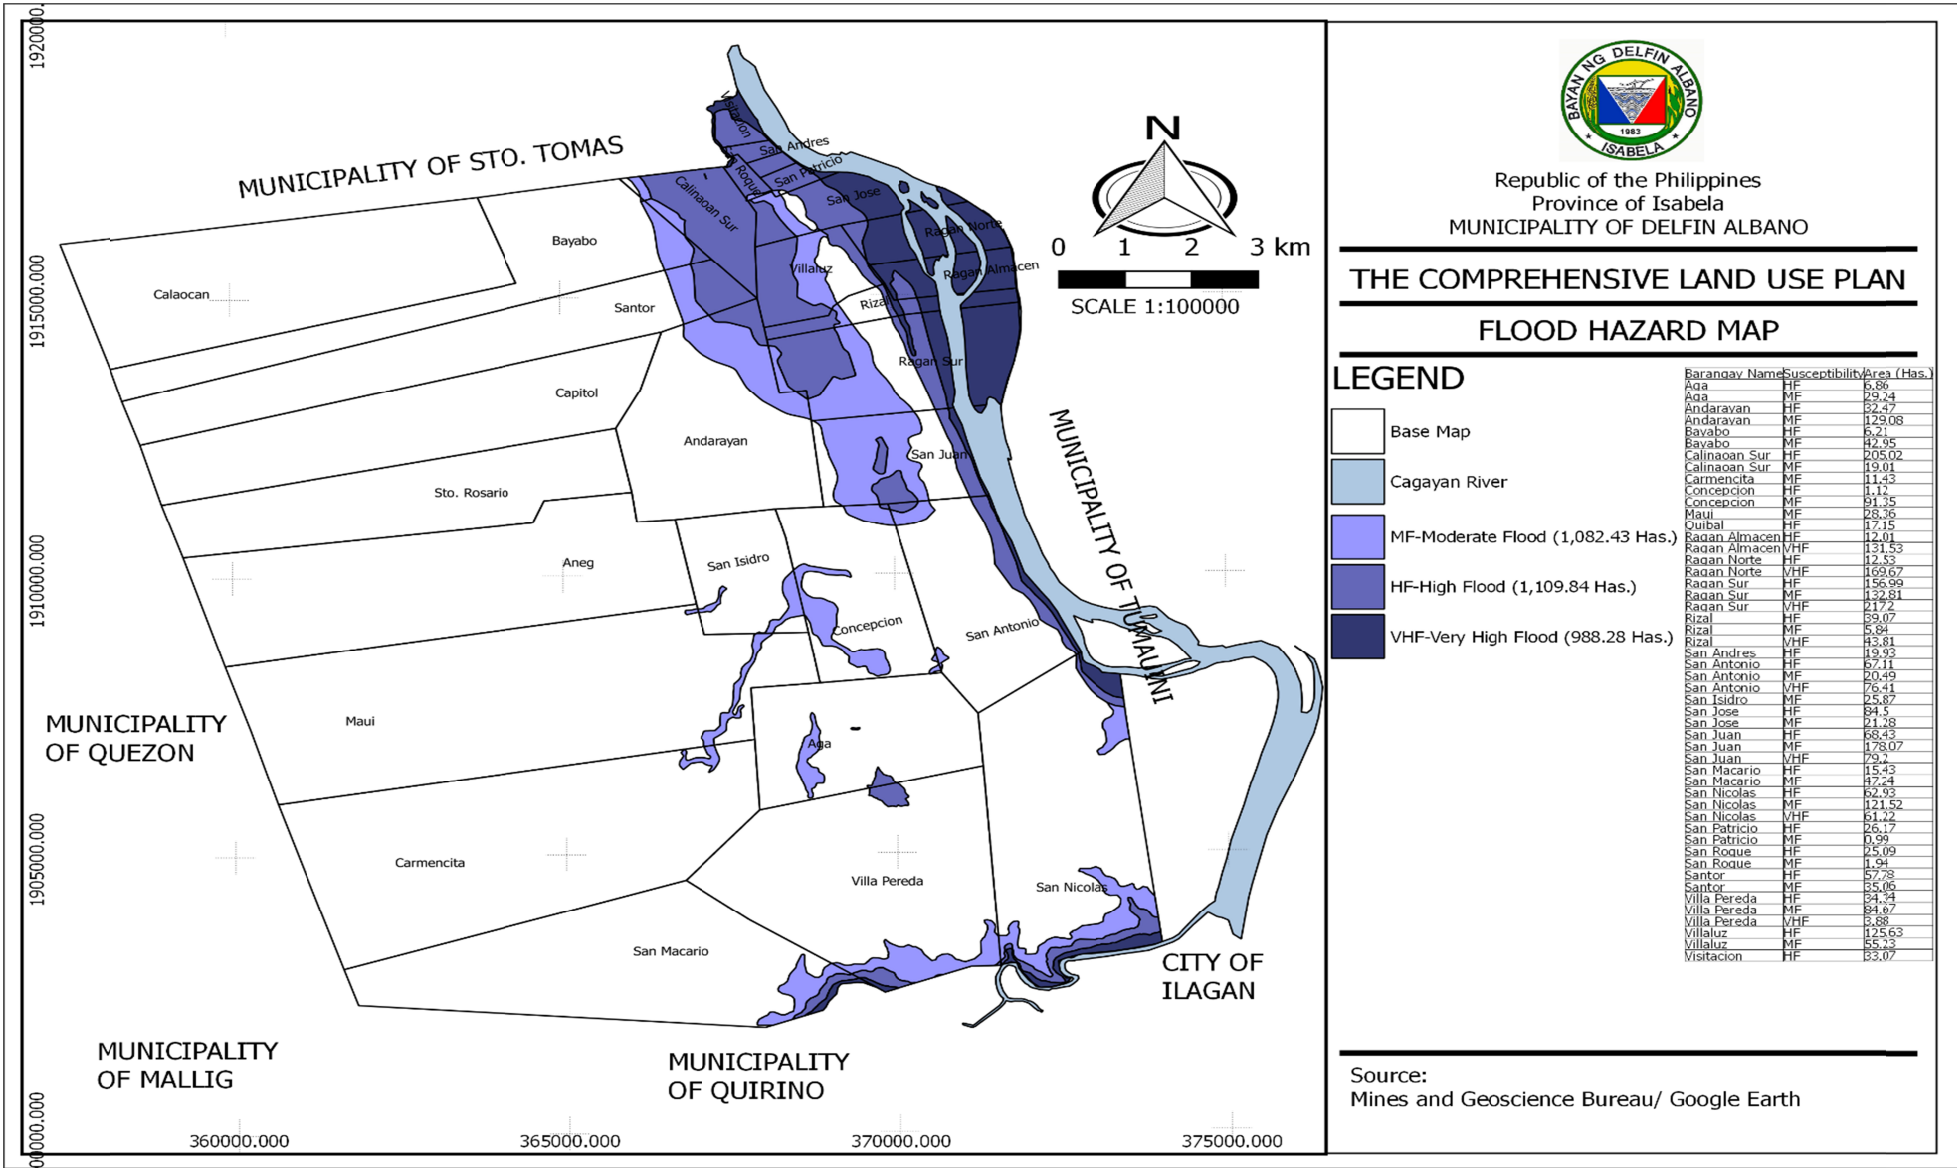 1920000.
MUNICIPALITY OF STO. TOMAS
Visitacion
San Andres
San Roque
San Patricio
Calinaoan Sur
San Jose
Ragan Norte
Bayabo
Villaluz
Ragan Almacen
Calaocan
Santor
Rizal
Ragan Sur
1915000.000
Capitol
Andarayan
San Juan
Sto. Rosario
Aneg
San Isidro
Concepcion
San Antonio
1910000.000
MUNICIPALITY OF TUMAUINI
Maui
Aga
MUNICIPALITY
OF QUEZON
Carmencita
Villa Pereda
San Nicolas
1905000.000
San Macario
CITY OF
ILAGAN
MUNICIPALITY
OF MALLIG
MUNICIPALITY
OF QUIRINO
00000.000
360000.000 365000.000 370000.000 375000.000
N
0 1 2 3 km
SCALE 1:100000
BAYAN NG DELFIN ALBANO
1983
ISABELA
Republic of the Philippines
Province of Isabela
MUNICIPALITY OF DELFIN ALBANO
THE COMPREHENSIVE LAND USE PLAN
FLOOD HAZARD MAP
LEGEND
Base Map
Cagayan River
MF-Moderate Flood (1,082.43 Has.)
HF-High Flood (1,109.84 Has.)
VHF-Very High Flood (988.28 Has.)
Barangay Name Susceptibility Area (Has.)
Aga HF 6.86
Aga MF 29.24
Andarayan HF 32.47
Andarayan MF 129.08
Bayabo HF 6.21
Bayabo MF 42.95
Calinaoan Sur HF 205.02
Calinaoan Sur MF 19.01
Carmencita MF 11.43
Concepcion HF 1.12
Concepcion MF 91.35
Maui MF 28.36
Quibal HF 17.15
Ragan Almacen HF 12.01
Ragan Almacen VHF 131.53
Ragan Norte HF 12.53
Ragan Norte VHF 169.67
Ragan Sur HF 156.99
Ragan Sur MF 132.81
Ragan Sur VHF 217.2
Rizal HF 39.07
Rizal MF 5.84
Rizal VHF 43.81
San Andres HF 19.93
San Antonio HF 67.11
San Antonio MF 20.49
San Antonio VHF 76.41
San Isidro MF 25.87
San Jose HF 84.5
San Jose MF 21.28
San Juan HF 68.43
San Juan MF 178.07
San Juan VHF 79.2
San Macario HF 15.43
San Macario MF 47.24
San Nicolas HF 62.93
San Nicolas MF 121.52
San Nicolas VHF 61.22
San Patricio HF 26.17
San Patricio MF 0.99
San Roque HF 25.09
San Roque MF 1.94
Santor HF 57.78
Santor MF 35.06
Villa Pereda HF 34.34
Villa Pereda MF 84.67
Villa Pereda VHF 3.88
Villaluz HF 125.63
Villaluz MF 55.23
Visitacion HF 33.07
Source:
Mines and Geoscience Bureau/ Google Earth